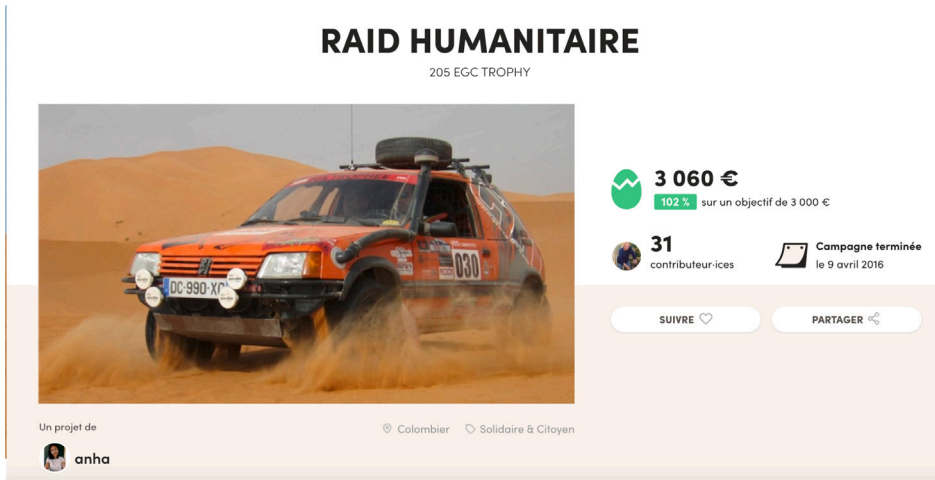 RAID HUMANITAIRE
205 EGC TROPHY
030
DC-990-XC
3 060 €
102 % sur un objectif de 3 000 €
31
contributeur·ices
Campagne terminée
le 9 avril 2016
SUIVRE
PARTAGER
Un projet de
Colombier
Solidaire & Citoyen
anha